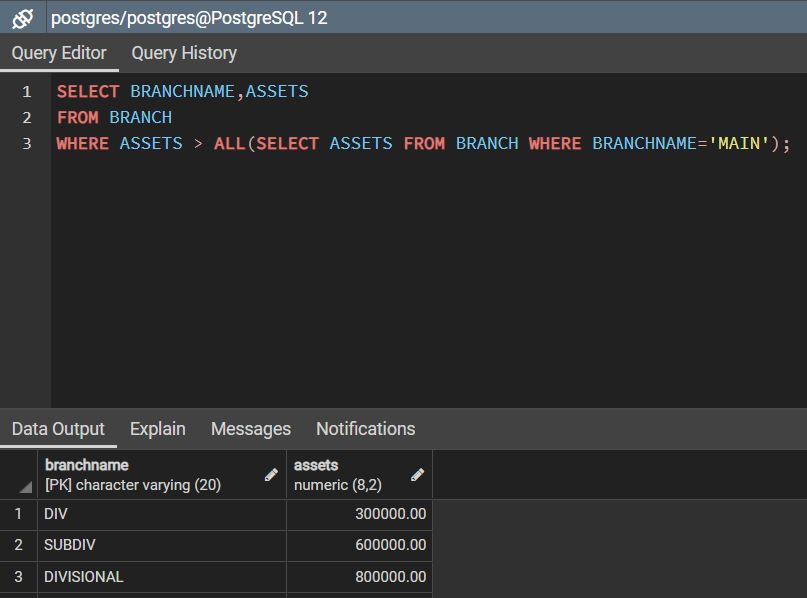 postgres/postgres@PostgreSQL 12
Query Editor Query History
1 SELECT BRANCHNAME,ASSETS
2 FROM BRANCH
3 WHERE ASSETS > ALL(SELECT ASSETS FROM BRANCH WHERE BRANCHNAME='MAIN');
Data Output Explain Messages Notifications
branchname assets
[PK] character varying (20) numeric (8,2)
1 DIV 300000.00
2 SUBDIV 600000.00
3 DIVISIONAL 800000.00